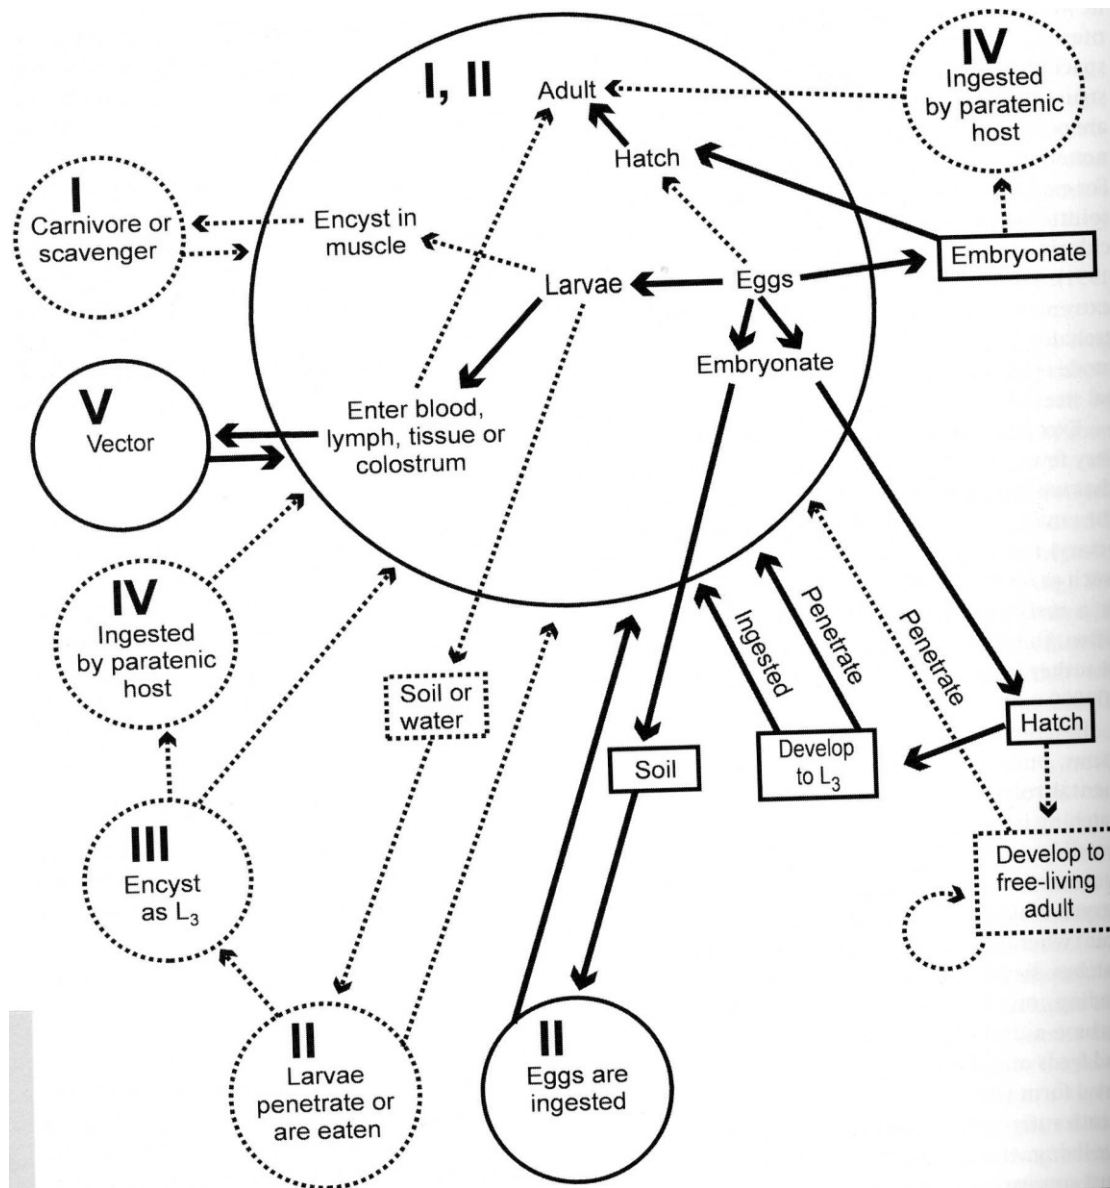 I, II
Adult
Hatch
Encyst in
muscle
Larvae
Eggs
Embryonate
Enter blood,
lymph, tissue or
colostrum
IV
Ingested
by paratenic
host
Embryonate
I
Carnivore or
scavenger
V
Vector
IV
Ingested
by paratenic
host
III
Encyst
as L3
II
Larvae
penetrate or
are eaten
Soil or
water
Soil
II
Eggs are
ingested
Ingested
Penetrate
Develop
to L3
Penetrate
Hatch
Develop to
free-living
adult